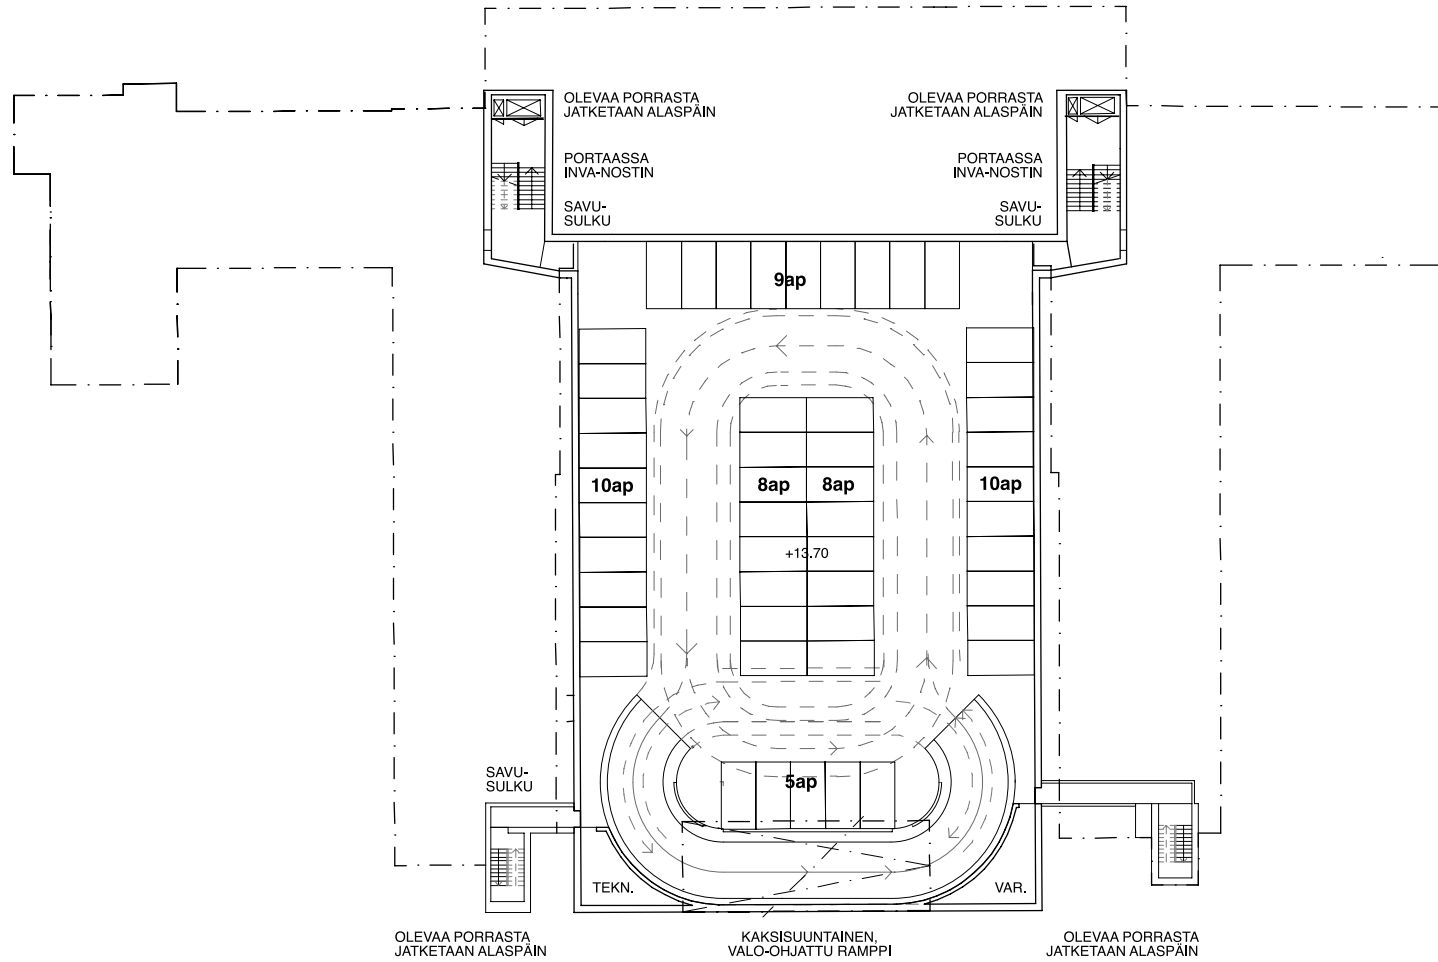 OLEVAA PORRASTA
JATKETAAN ALASPÄIN
OLEVAA PORRASTA
JATKETAAN ALASPÄIN
PORTAASSA
INVA-NOSTIN
PORTAASSA
INVA-NOSTIN
SAVU-
SULKU
SAVU-
SULKU
9ap
10ap
8ap
8ap
10ap
+13.70
SAVU-
SULKU
5ap
TEKN.
VAR.
OLEVAA PORRASTA
JATKETAAN ALASPÄIN
KAKSISUUNTAINEN,
VALO-OHJATTU RAMPPI
OLEVAA PORRASTA
JATKETAAN ALASPÄIN